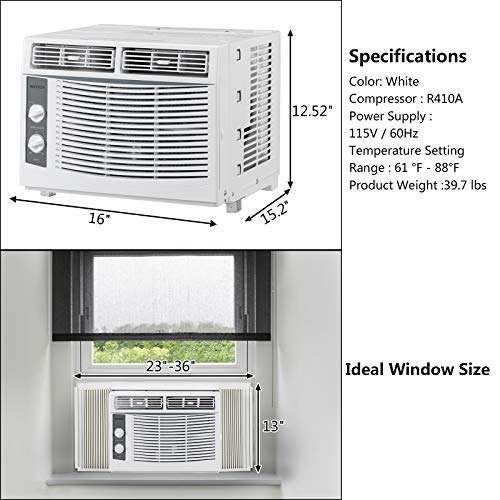 12.52"
16"
15.2"
Specifications
Color: White
Compressor : R410A
Power Supply :
115V / 60Hz
Temperature Setting
Range : 61 °F - 88°F
Product Weight :39.7 lbs
23"-36"
13"
Ideal Window Size